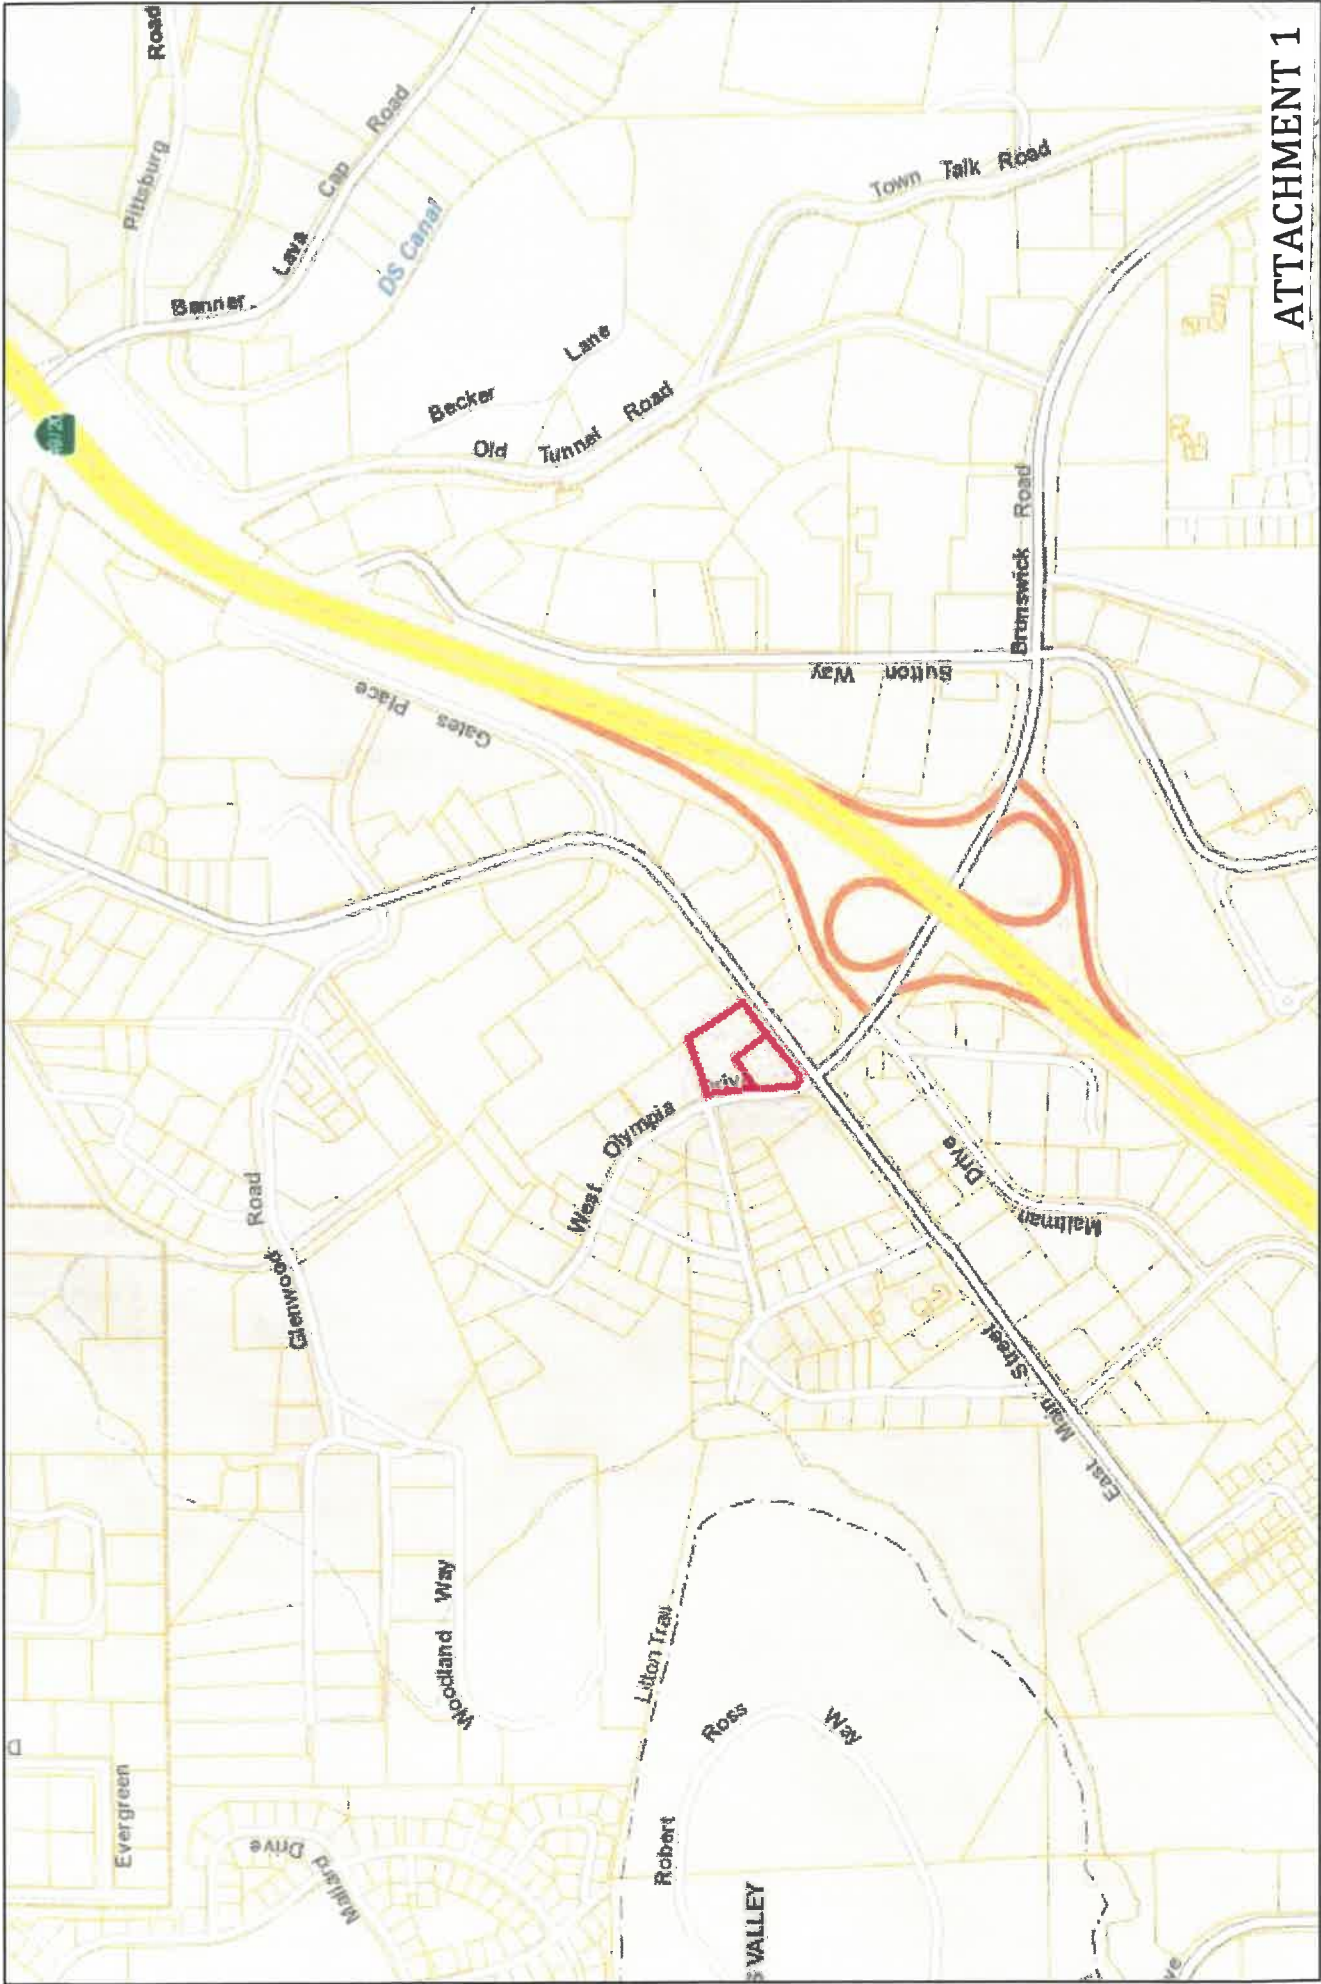 ATTACHMENT 1
Road
Pittsburg
Banner
Lava
Cap
Road
DS Canal
Becker
Lane
Old
Tunnel
Road
Town
Talk
Road
Brunswick
Road
Sutton
Way
Gates
Place
West
Olympia
Glenwood
Road
Maltman
Drive
East
Main
Street
Woodland
Way
Litton Trail
Robert
Ross
Way
VALLEY
Evergreen
D
Mallard
Drive
ve